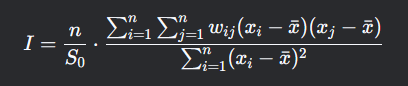 I = \frac{n}{S_0} \cdot \frac{\sum_{i=1}^{n} \sum_{j=1}^{n} w_{ij}(x_i - \bar{x})(x_j - \bar{x})}{\sum_{i=1}^{n} (x_i - \bar{x})^2}